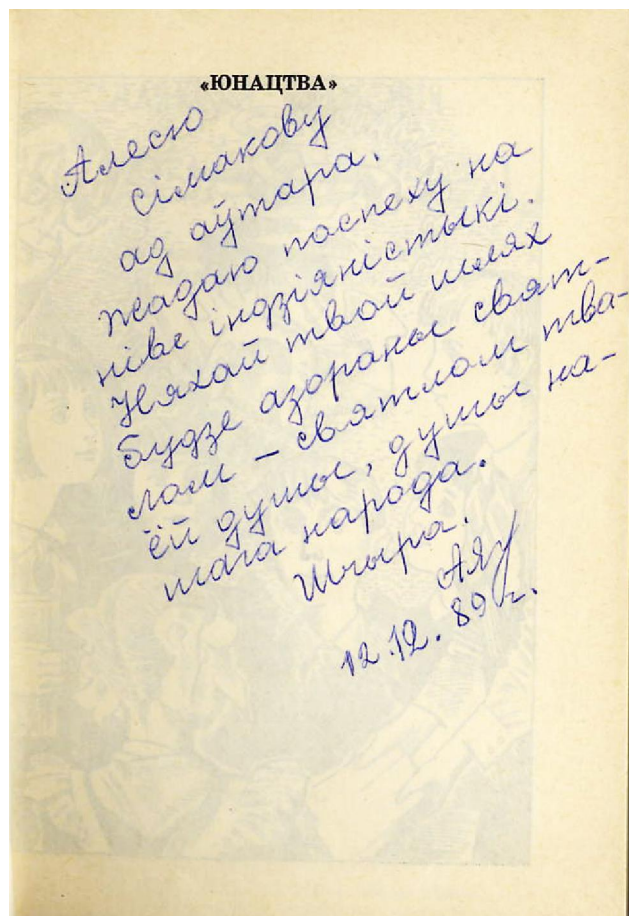 «ЮНАЦТВА»
Алесю
Сімакову
ад аўтара.
Жадаю поспеху на
ніве індзіяністыкі.
Няхай твой шлях
будзе азораны свят-
лом – святлом тва-
ёй душы, душы на-
шага народа.
Шчыра.
12.12.89 г.